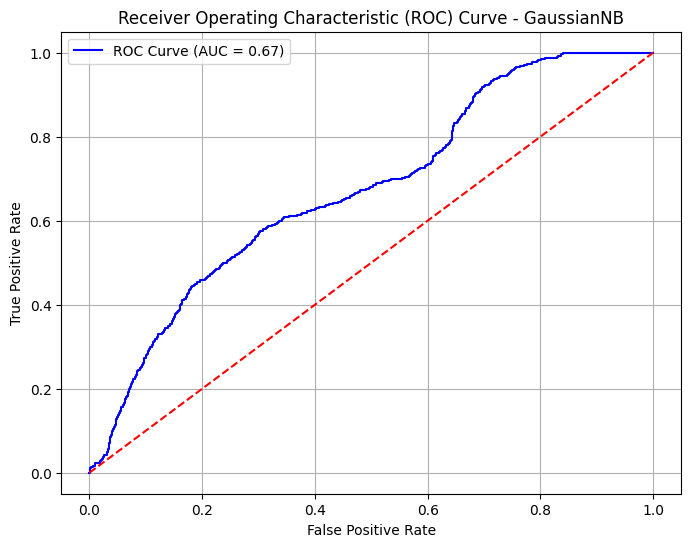 Receiver Operating Characteristic (ROC) Curve - GaussianNB
ROC Curve (AUC = 0.67)
True Positive Rate
1.0
0.8
0.6
0.4
0.2
0.0
0.0 0.2 0.4 0.6 0.8 1.0
False Positive Rate